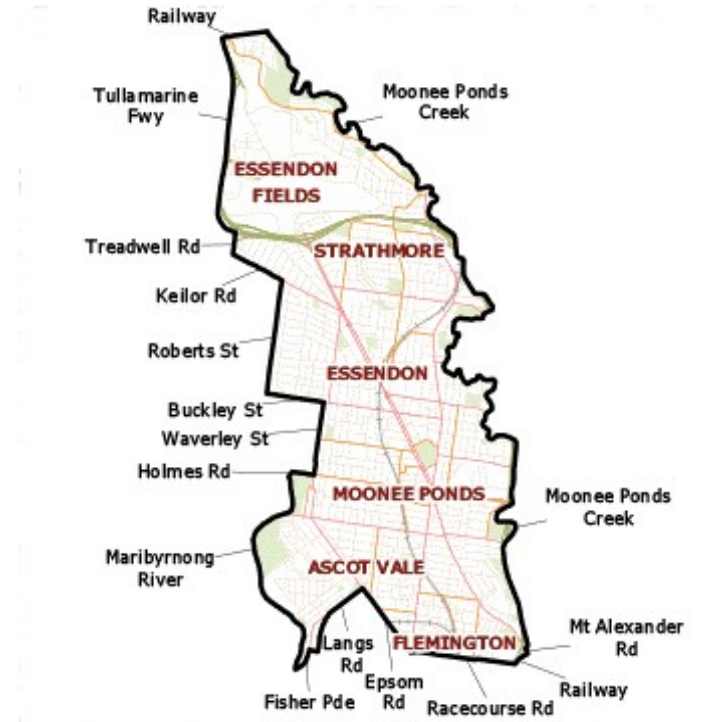 Railway
Tullamarine
Fwy
Moonee Ponds
Creek
ESSENDON
FIELDS
Treadwell Rd
STRATHMORE
Keilor Rd
Roberts St
ESSENDON
Buckley St
Waverley St
Holmes Rd
MOONEE PONDS
Moonee Ponds
Creek
Maribyrnong
River
ASCOT VALE
Langs
Rd
FLEMINGTON
Mt Alexander
Rd
Fisher Pde
Epsom
Rd
Racecourse Rd
Railway